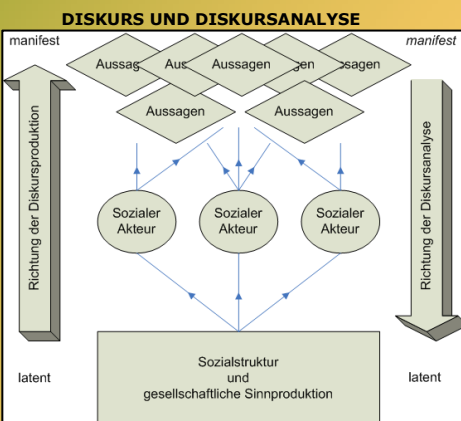 DISKURS UND DISKURSANALYSE
manifest
manifest
Aussagen
Aussagen
Aussagen
Aussagen
Richtung der Diskursproduktion
Richtung der Diskursanalyse
Sozialer
Akteur
Sozialer
Akteur
Sozialer
Akteur
latent
Sozialstruktur
und
gesellschaftliche Sinnproduktion
latent